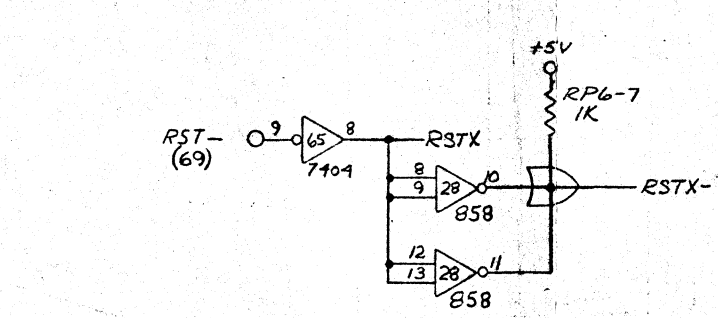 +5V
RP6-7
1K
RST-
(69)
9
65
8
7404
RSTX
8
9
28
10
858
RSTX-
12
13
28
11
858